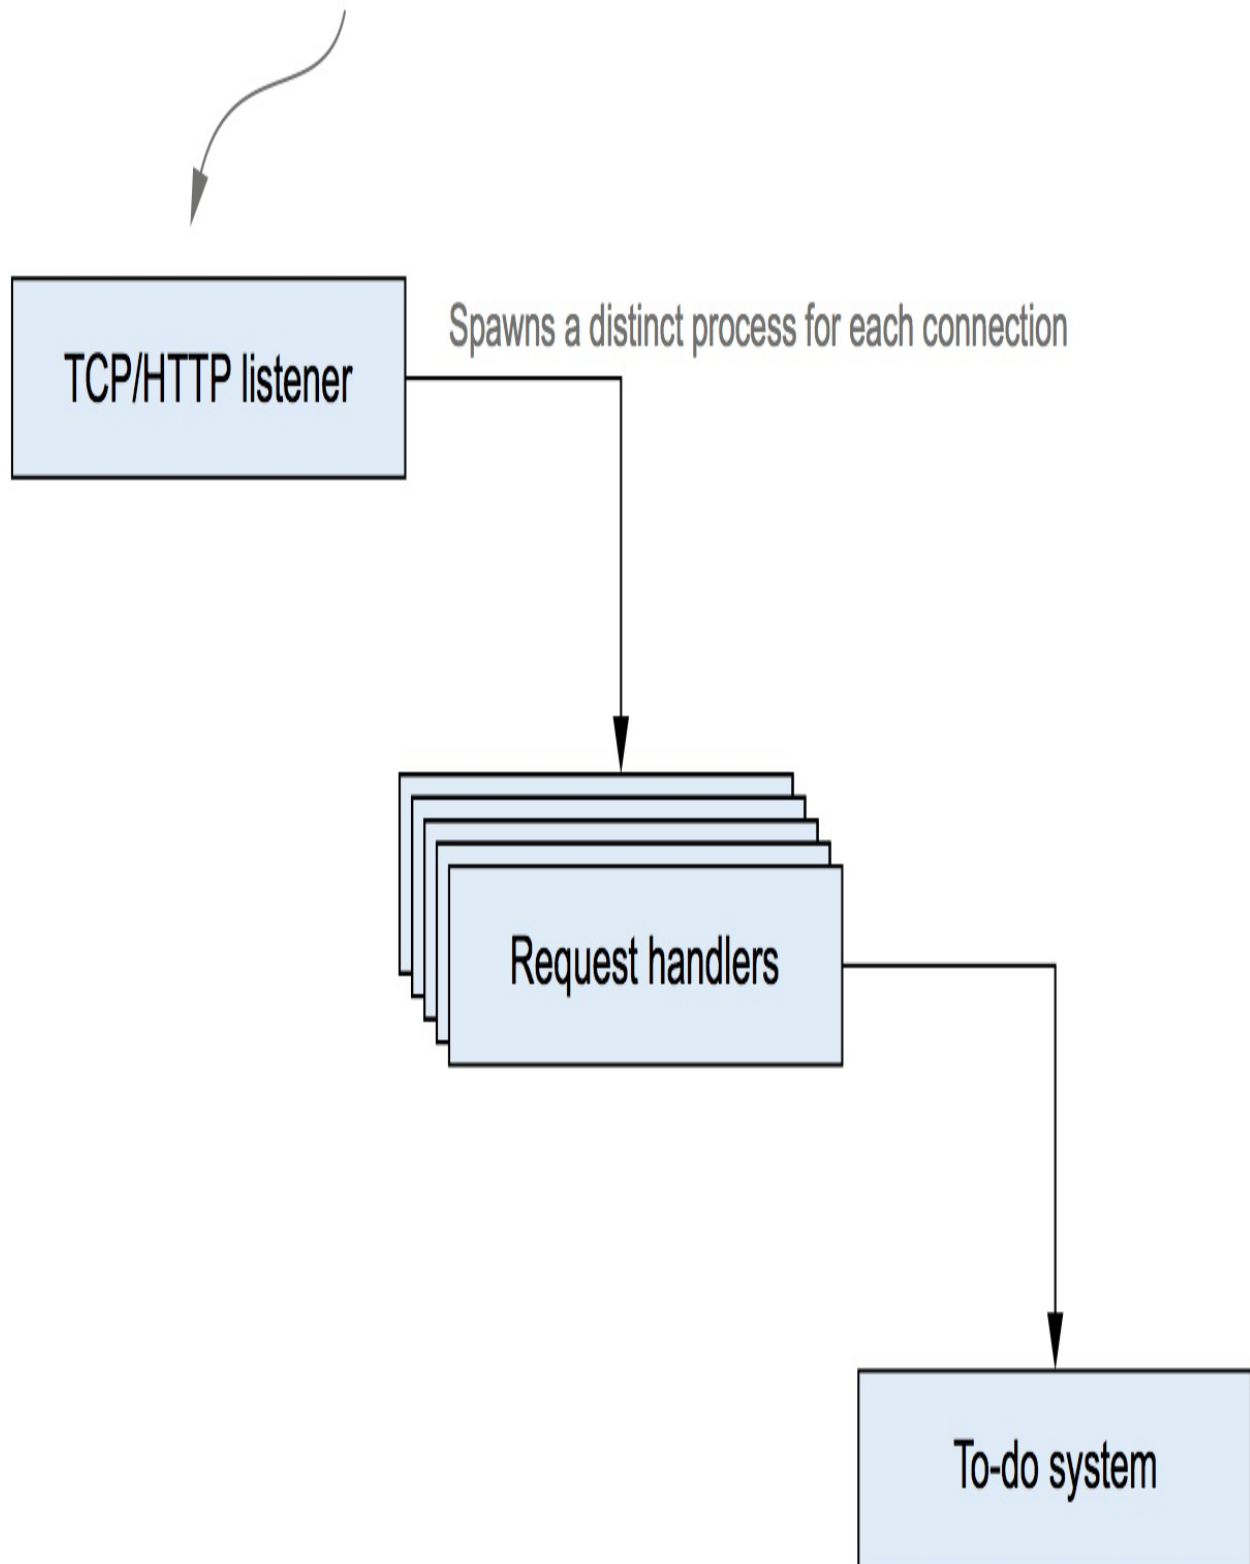 Spawns a distinct process for each connection
TCP/HTTP listener
Request handlers
To-do system